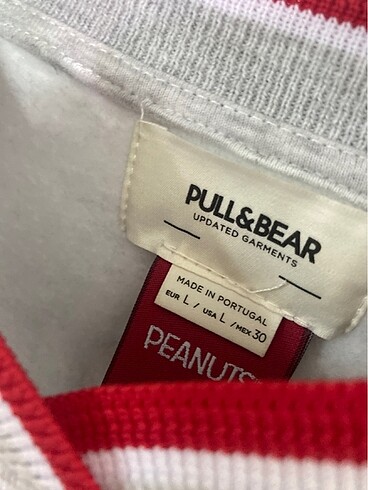 PULL&BEAR
UPDATED GARMENTS
MADE IN PORTUGAL
EUR L / USA L / MEX 30
PEANUTS